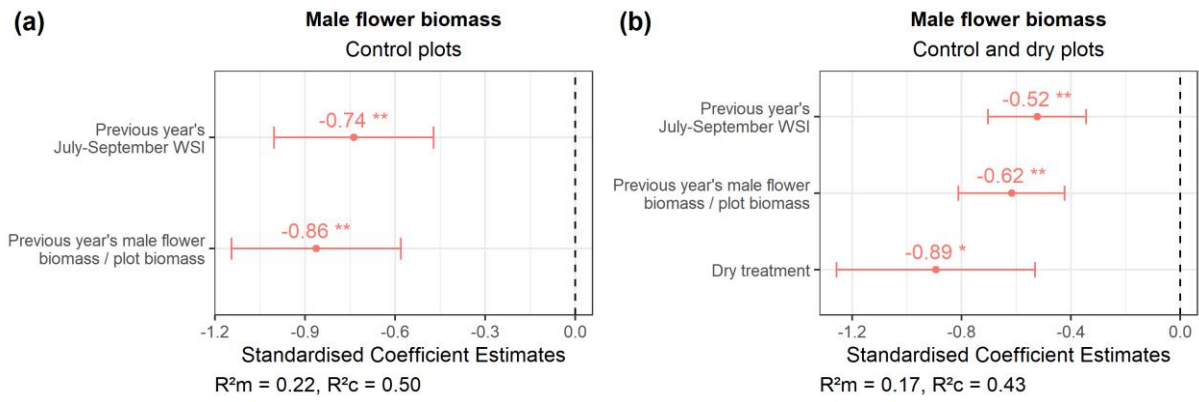 (a)
Male flower biomass
Control plots
Previous year's
July-September WSI
-0.74 **
Previous year's male flower
biomass / plot biomass
-0.86 **
-1.2 -0.9 -0.6 -0.3 0.0
Standardised Coefficient Estimates
R²m = 0.22, R²c = 0.50
(b)
Male flower biomass
Control and dry plots
Previous year's
July-September WSI
-0.52 **
Previous year's male flower
biomass / plot biomass
-0.62 **
Dry treatment
-0.89 *
-1.2 -0.8 -0.4 0.0
Standardised Coefficient Estimates
R²m = 0.17, R²c = 0.43